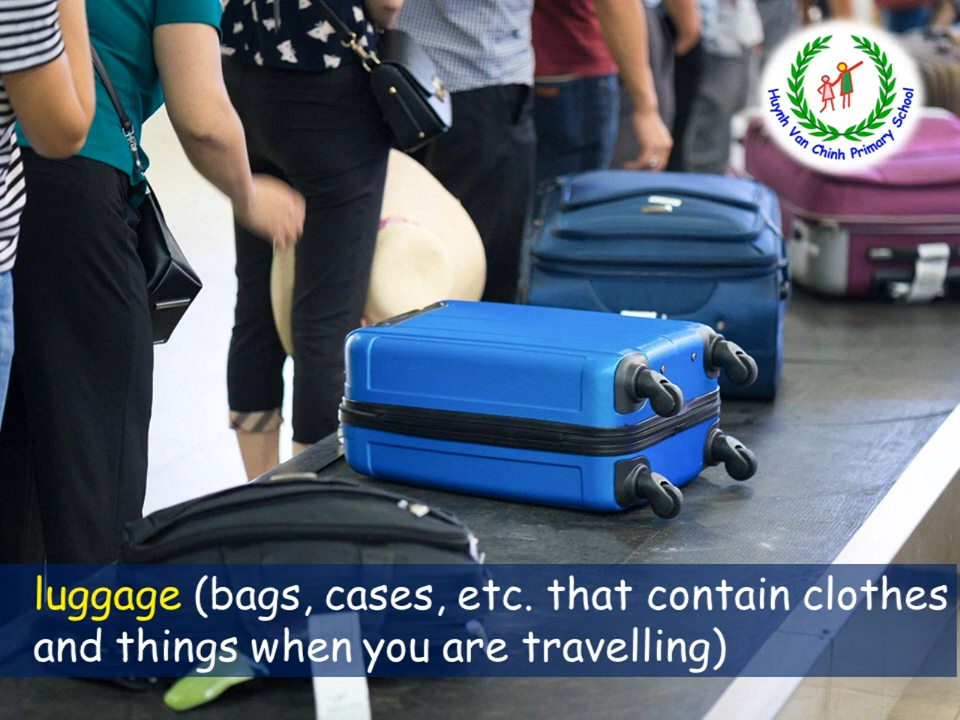 Huynh Van Chinh Primary School
luggage (bags, cases, etc. that contain clothes
and things when you are travelling)